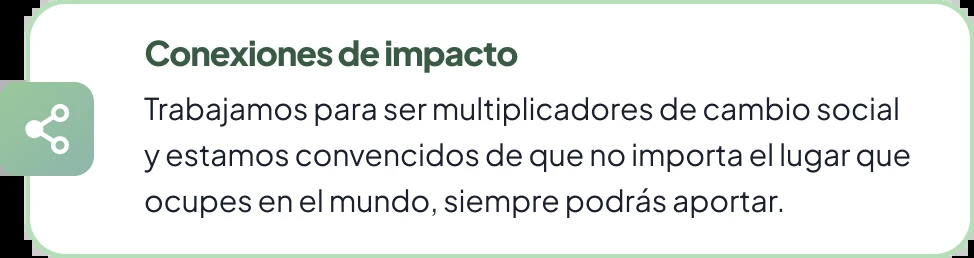 Conexiones de impacto
Trabajamos para ser multiplicadores de cambio social
y estamos convencidos de que no importa el lugar que
ocupes en el mundo, siempre podrás aportar.